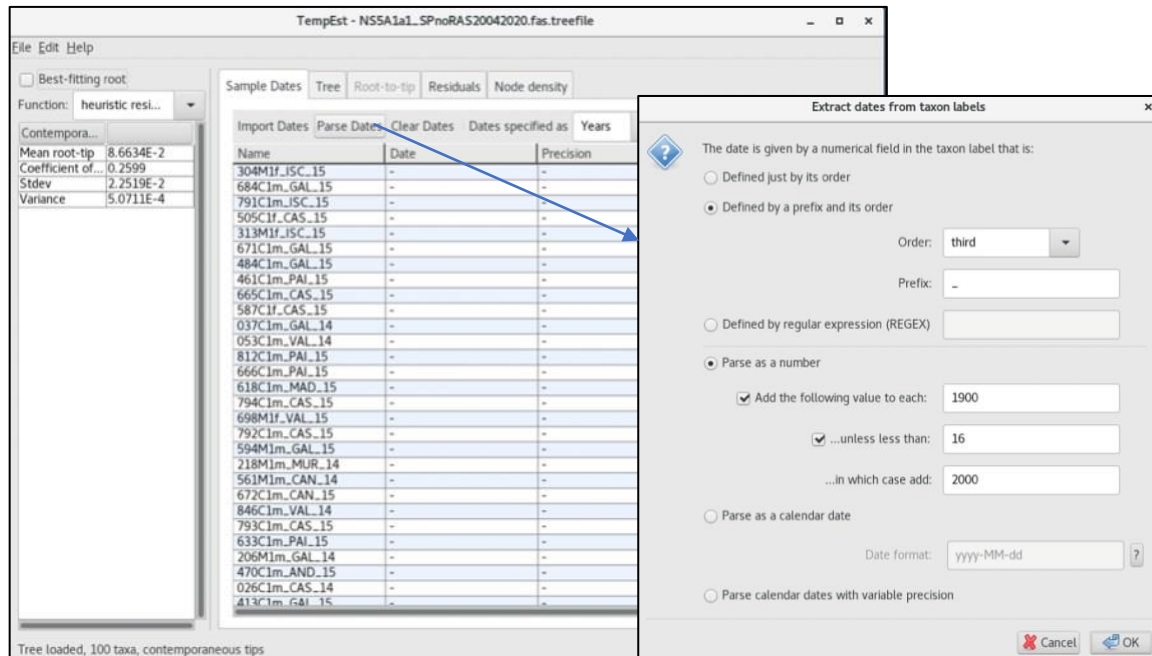 TempEst - NS5A1a1_SPnoRAS20042020.fas.treefile
File Edit Help
Best-fitting root
Function: heuristic resi...
Contempora...
Mean root-tip 8.6634E-2
Coefficient of... 0.2599
Stdev 2.2519E-2
Variance 5.0711E-4
Sample Dates Tree Root-to-tip Residuals Node density
Import Dates Parse Dates Clear Dates Dates specified as Years
Name Date Precision
304M1f_ISC_15 - -
684C1m_GAL_15 - -
791C1m_ISC_15 - -
505C1f_CAS_15 - -
313M1f_ISC_15 - -
671C1m_GAL_15 - -
484C1m_GAL_15 - -
461C1m_PAI_15 - -
665C1m_CAS_15 - -
587C1f_CAS_15 - -
037C1m_GAL_14 - -
053C1m_VAL_14 - -
812C1m_PAI_15 - -
666C1m_PAI_15 - -
618C1m_MAD_15 - -
794C1m_CAS_15 - -
698M1f_VAL_15 - -
792C1m_CAS_15 - -
594M1m_GAL_15 - -
218M1m_MUR_14 - -
561M1m_CAN_14 - -
672C1m_CAN_15 - -
846C1m_VAL_14 - -
793C1m_CAS_15 - -
633C1m_PAI_15 - -
206M1m_GAL_14 - -
470C1m_AND_15 - -
026C1m_CAS_14 - -
413C1m_GAL_15 - -
Tree loaded, 100 taxa, contemporaneous tips
Extract dates from taxon labels
The date is given by a numerical field in the taxon label that is:
Defined just by its order
Defined by a prefix and its order
Order: third
Prefix: _
Defined by regular expression (REGEX)
Parse as a number
Add the following value to each: 1900
...unless less than: 16
...in which case add: 2000
Parse as a calendar date
Date format: yyyy-MM-dd ?
Parse calendar dates with variable precision
Cancel OK